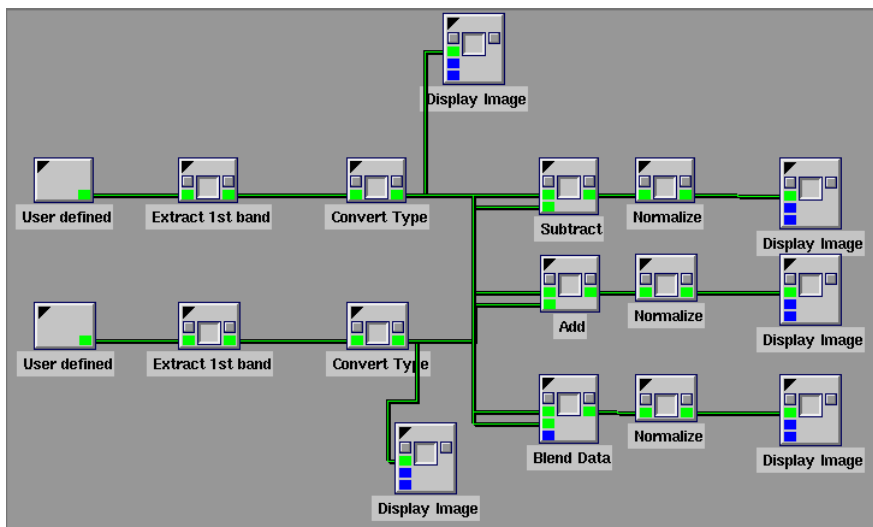 Display Image
User defined
Extract 1st band
Convert Type
Subtract
Normalize
Display Image
Add
Normalize
Display Image
User defined
Extract 1st band
Convert Type
Blend Data
Normalize
Display Image
Display Image